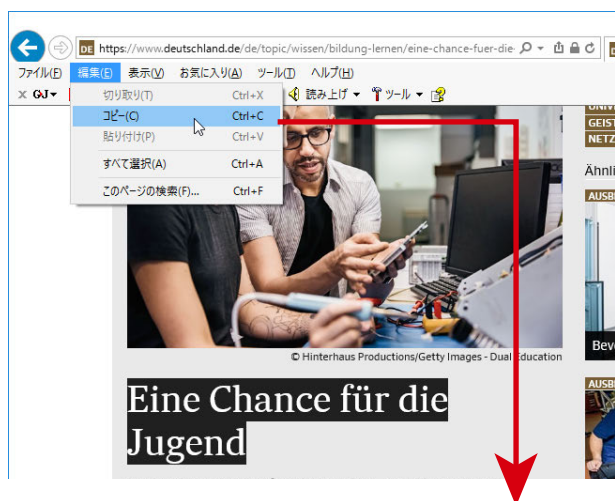 DE https://www.deutschland.de/de/topic/wissen/bildung-lernen/eine-chance-fuer-die-
ファイル(F) 編集(E) 表示(V) お気に入り(A) ツール(T) ヘルプ(H)
x GJ▾ 読み上げ ▾ ツール ▾
切り取り(T) Ctrl+X
コピー(C) Ctrl+C
貼り付け(P) Ctrl+V
すべて選択(A) Ctrl+A
このページの検索(F)... Ctrl+F
GEIST
NETZ
Ähnli
AUSB
Bev
© Hinterhaus Productions/Getty Images - Dual Education
AUSB
Eine Chance für die
Jugend